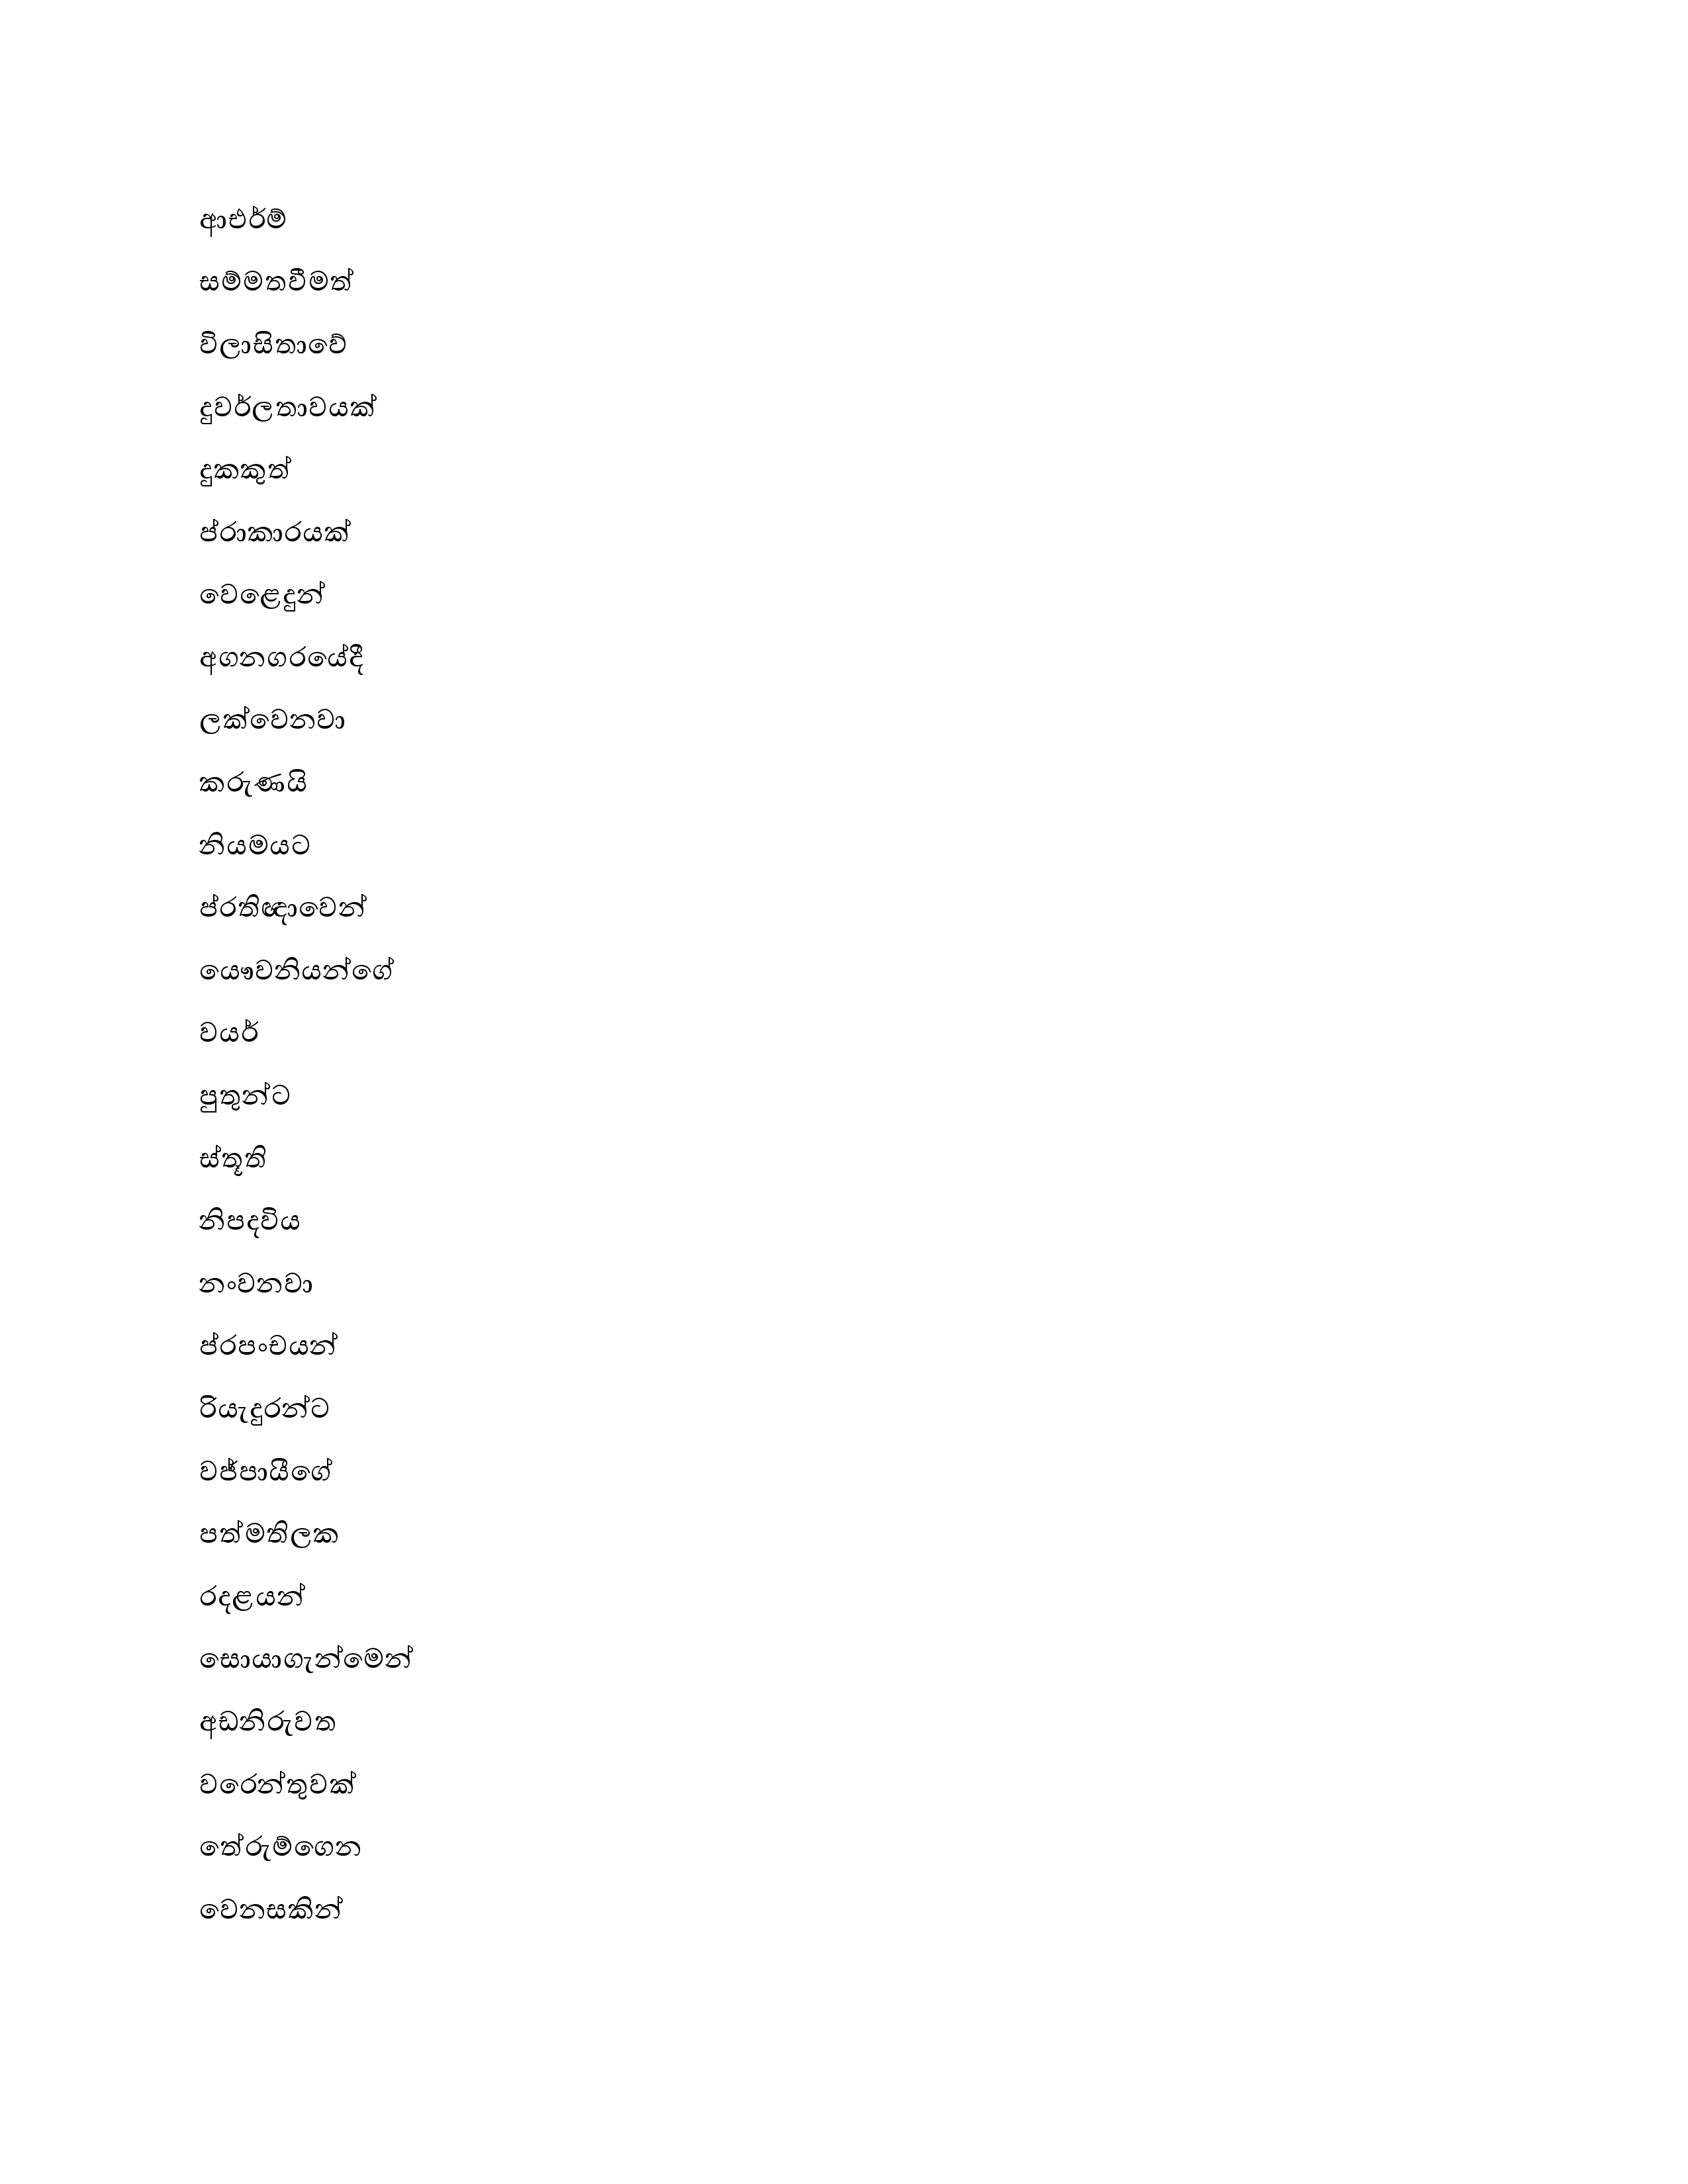 ආඑර්ම්
සම්මතවීමත්
විලාසිතාවේ
දුවර්ලතාවයක්
දුකකුත්
ප්රාකාරයක්
වෙළෙදුන්
අගනගරයේදී
ලක්වෙනවා
කරුණයි
නියමයට
ප්රතිඥාවෙන්
යෞවනියන්ගේ
වයර්
පුතුන්ට
ස්තූති
නිපදවිය
නංවනවා
ප්රපංචයන්
රියැදුරන්ට
වජ්පායීගේ
පත්මතිලක
රදළයන්
සොයාගැන්මෙන්
අඩනිරුවත
වරෙන්තුවක්
තේරුම්ගෙන
වෙනසකින්